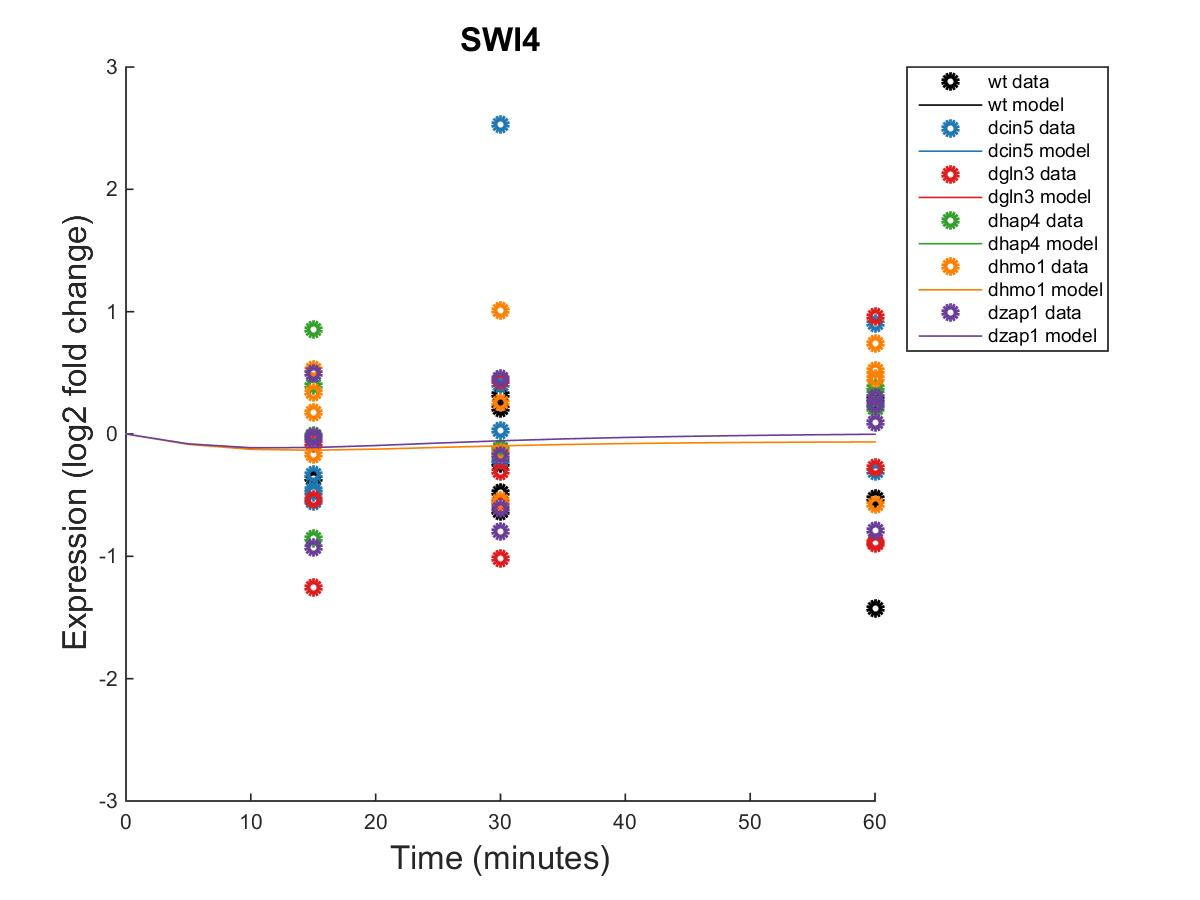 SWI4
3
2
1
0
-1
-2
-3
Expression (log2 fold change)
0 10 20 30 40 50 60
Time (minutes)
wt data
wt model
dcin5 data
dcin5 model
dgln3 data
dgln3 model
dhap4 data
dhap4 model
dhmo1 data
dhmo1 model
dzap1 data
dzap1 model